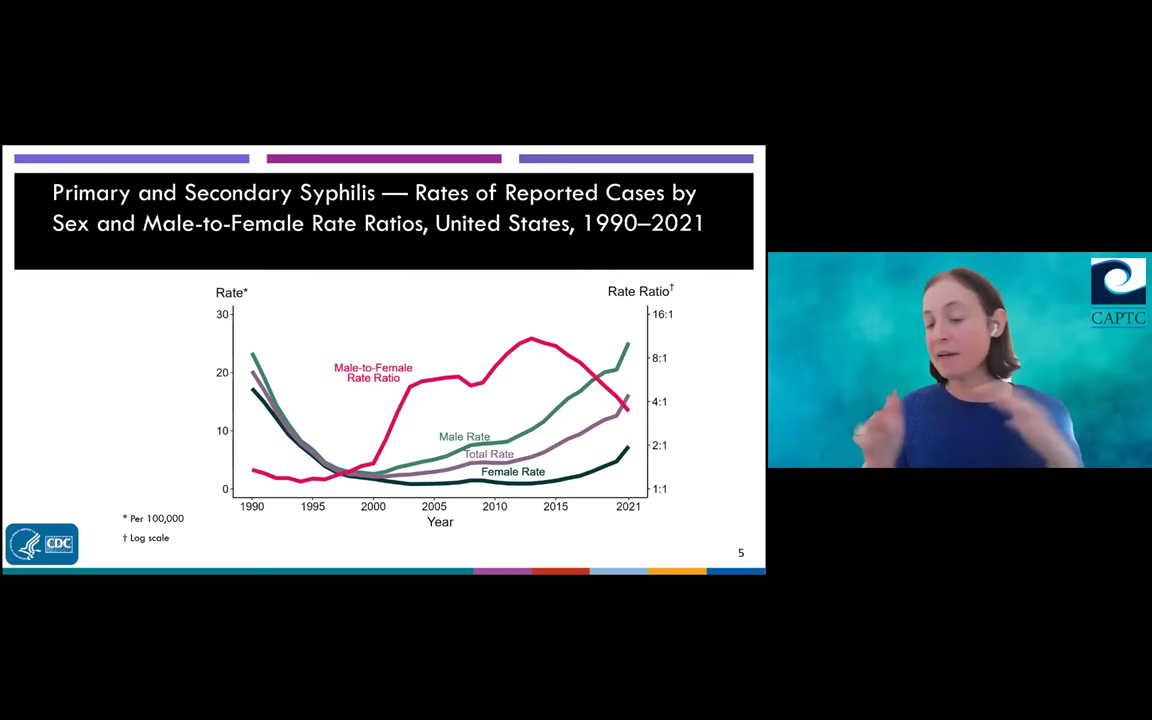 Primary and Secondary Syphilis — Rates of Reported Cases by
Sex and Male-to-Female Rate Ratios, United States, 1990–2021
Rate*
Rate Ratio†
30
20
10
0
16:1
8:1
4:1
2:1
1:1
Male-to-Female
Rate Ratio
Male Rate
Total Rate
Female Rate
1990 1995 2000 2005 2010 2015 2021
Year
* Per 100,000
† Log scale
CDC
5
CAPTC